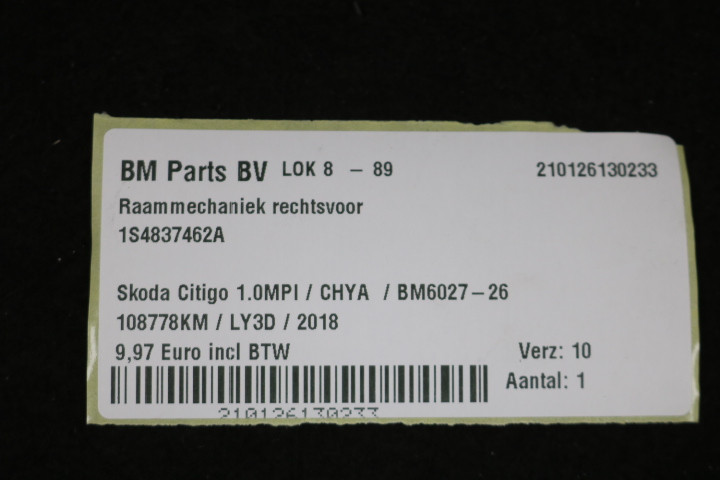 BM Parts BV LOK 8 - 89 210126130233
Raammechaniek rechtsvoor
1S4837462A
Skoda Citigo 1.0MPI / CHYA / BM6027-26
108778KM / LY3D / 2018
9,97 Euro incl BTW Verz: 10
Aantal: 1
210126130233